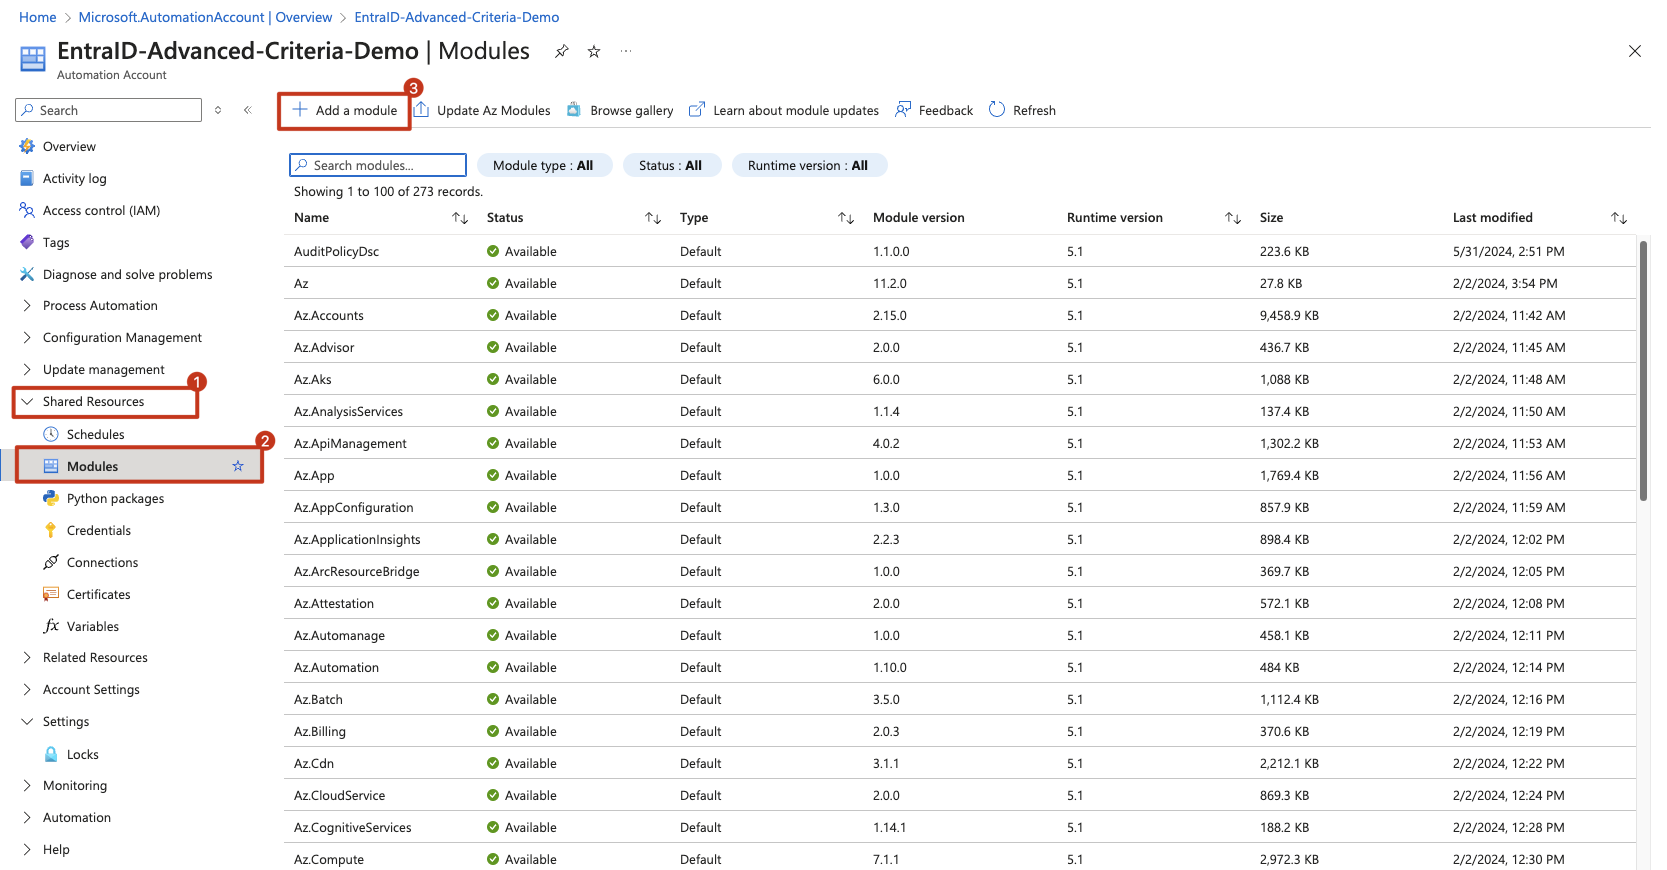 Home > Microsoft.AutomationAccount | Overview > EntraID-Advanced-Criteria-Demo
EntraID-Advanced-Criteria-Demo | Modules
Automation Account
Search
Overview
Activity log
Access control (IAM)
Tags
Diagnose and solve problems
Process Automation
Configuration Management
Update management
1
Shared Resources
Schedules
2
Modules
Python packages
Credentials
Connections
Certificates
Variables
Related Resources
Account Settings
Settings
Locks
Monitoring
Automation
Help
3
Add a module Update Az Modules Browse gallery Learn about module updates Feedback Refresh
Search modules... Module type : All Status : All Runtime version : All
Showing 1 to 100 of 273 records.
Name Status Type Module version Runtime version Size Last modified
AuditPolicyDsc Available Default 1.1.0.0 5.1 223.6 KB 5/31/2024, 2:51 PM
Az Available Default 11.2.0 5.1 27.8 KB 2/2/2024, 3:54 PM
Az.Accounts Available Default 2.15.0 5.1 9,458.9 KB 2/2/2024, 11:42 AM
Az.Advisor Available Default 2.0.0 5.1 436.7 KB 2/2/2024, 11:45 AM
Az.Aks Available Default 6.0.0 5.1 1,088 KB 2/2/2024, 11:48 AM
Az.AnalysisServices Available Default 1.1.4 5.1 137.4 KB 2/2/2024, 11:50 AM
Az.ApiManagement Available Default 4.0.2 5.1 1,302.2 KB 2/2/2024, 11:53 AM
Az.App Available Default 1.0.0 5.1 1,769.4 KB 2/2/2024, 11:56 AM
Az.AppConfiguration Available Default 1.3.0 5.1 857.9 KB 2/2/2024, 11:59 AM
Az.ApplicationInsights Available Default 2.2.3 5.1 898.4 KB 2/2/2024, 12:02 PM
Az.ArcResourceBridge Available Default 1.0.0 5.1 369.7 KB 2/2/2024, 12:05 PM
Az.Attestation Available Default 2.0.0 5.1 572.1 KB 2/2/2024, 12:08 PM
Az.Automanage Available Default 1.0.0 5.1 458.1 KB 2/2/2024, 12:11 PM
Az.Automation Available Default 1.10.0 5.1 484 KB 2/2/2024, 12:14 PM
Az.Batch Available Default 3.5.0 5.1 1,112.4 KB 2/2/2024, 12:16 PM
Az.Billing Available Default 2.0.3 5.1 370.6 KB 2/2/2024, 12:19 PM
Az.Cdn Available Default 3.1.1 5.1 2,212.1 KB 2/2/2024, 12:22 PM
Az.CloudService Available Default 2.0.0 5.1 869.3 KB 2/2/2024, 12:24 PM
Az.CognitiveServices Available Default 1.14.1 5.1 188.2 KB 2/2/2024, 12:28 PM
Az.Compute Available Default 7.1.1 5.1 2,972.3 KB 2/2/2024, 12:30 PM